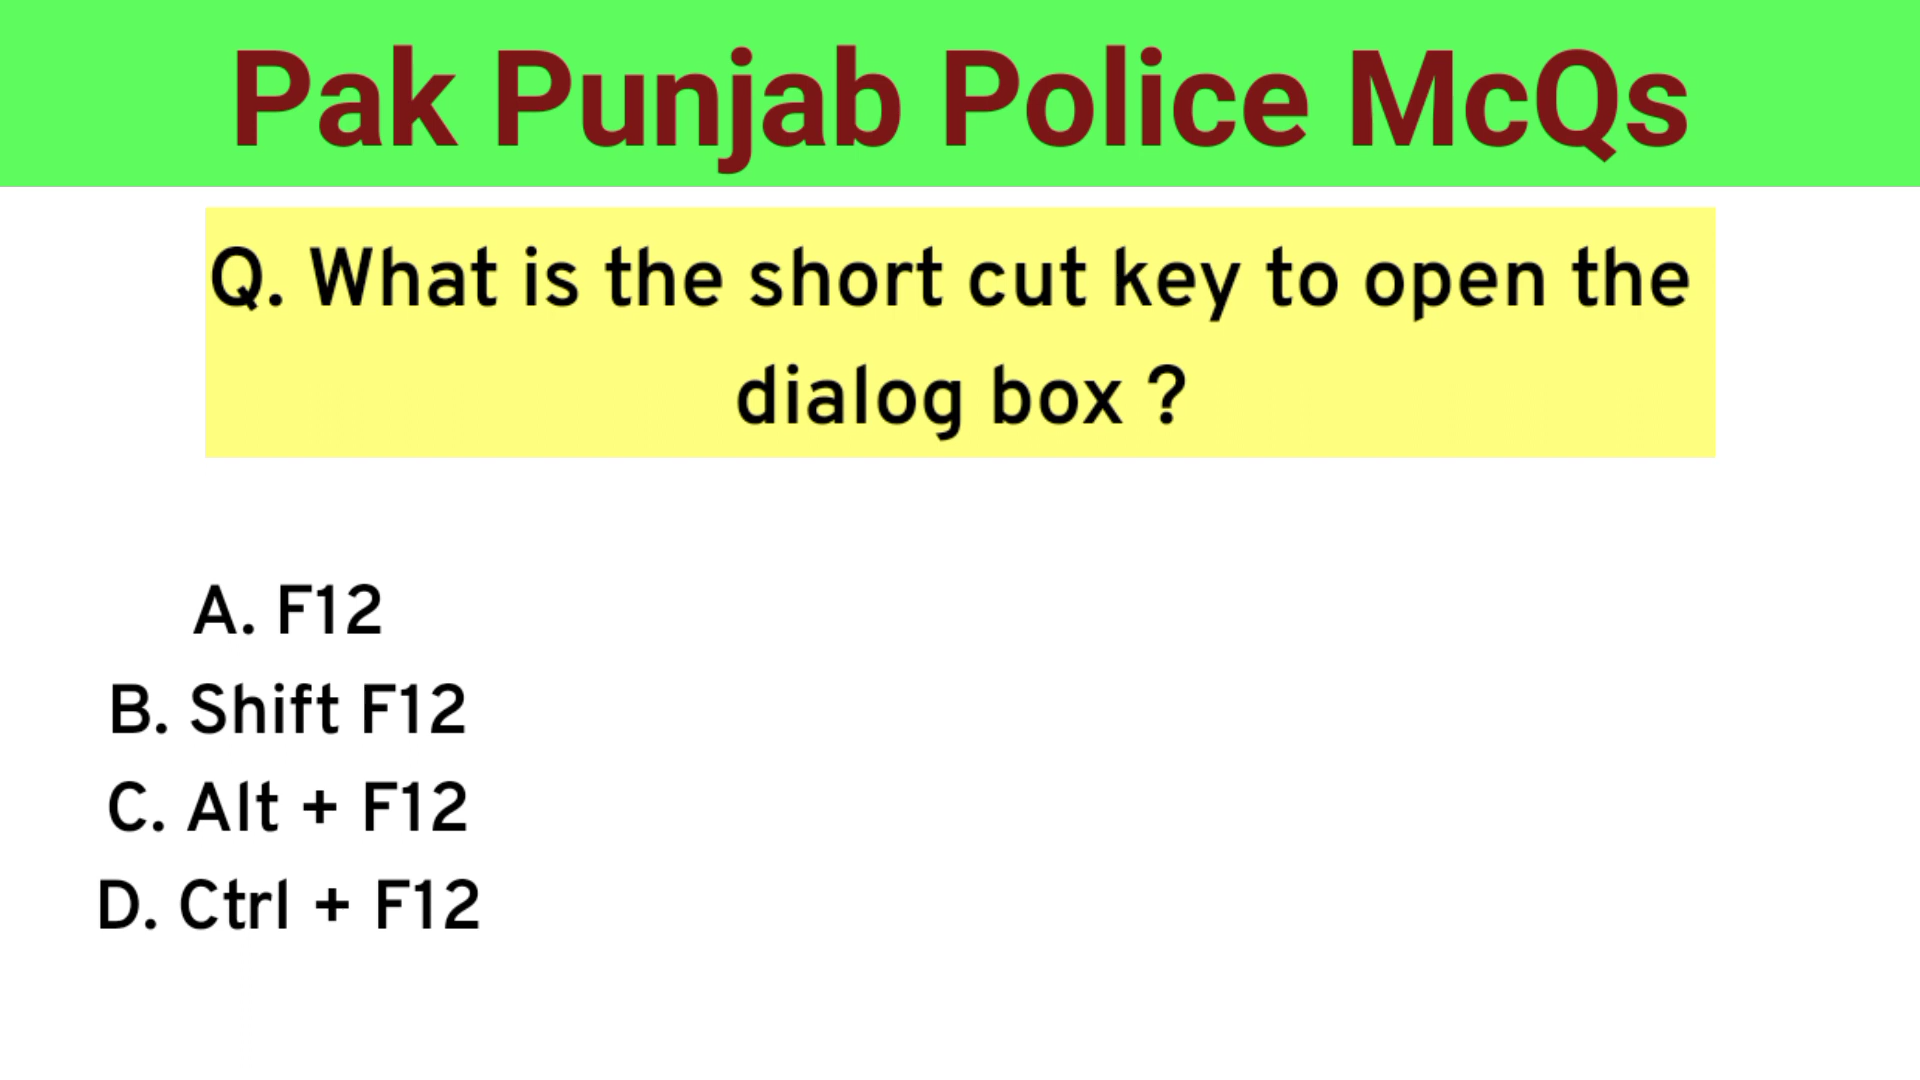 Pak Punjab Police McQs
Q. What is the short cut key to open the
dialog box ?
A. F12
B. Shift F12
C. Alt + F12
D. Ctrl + F12